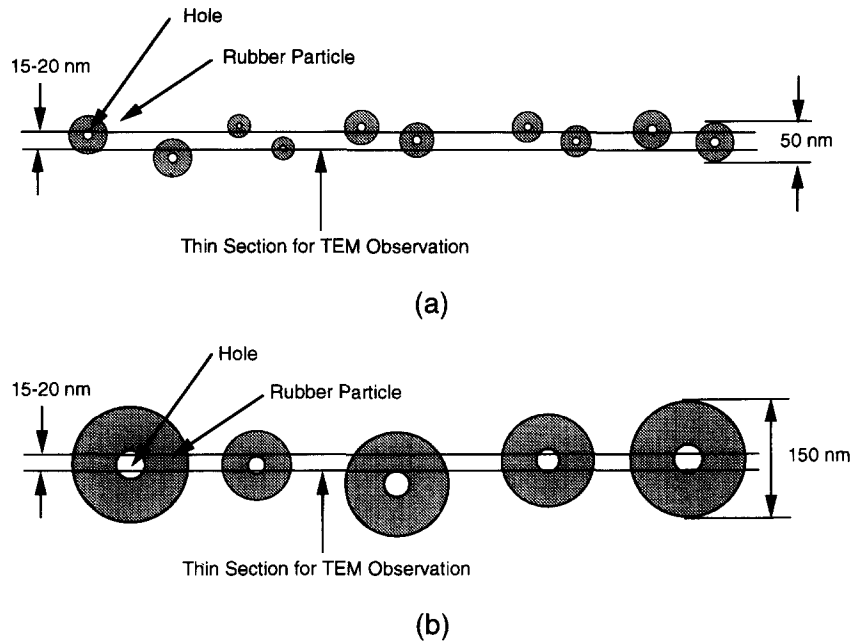 Hole
15-20 nm
Rubber Particle
50 nm
Thin Section for TEM Observation
(a)
Hole
15-20 nm
Rubber Particle
150 nm
Thin Section for TEM Observation
(b)